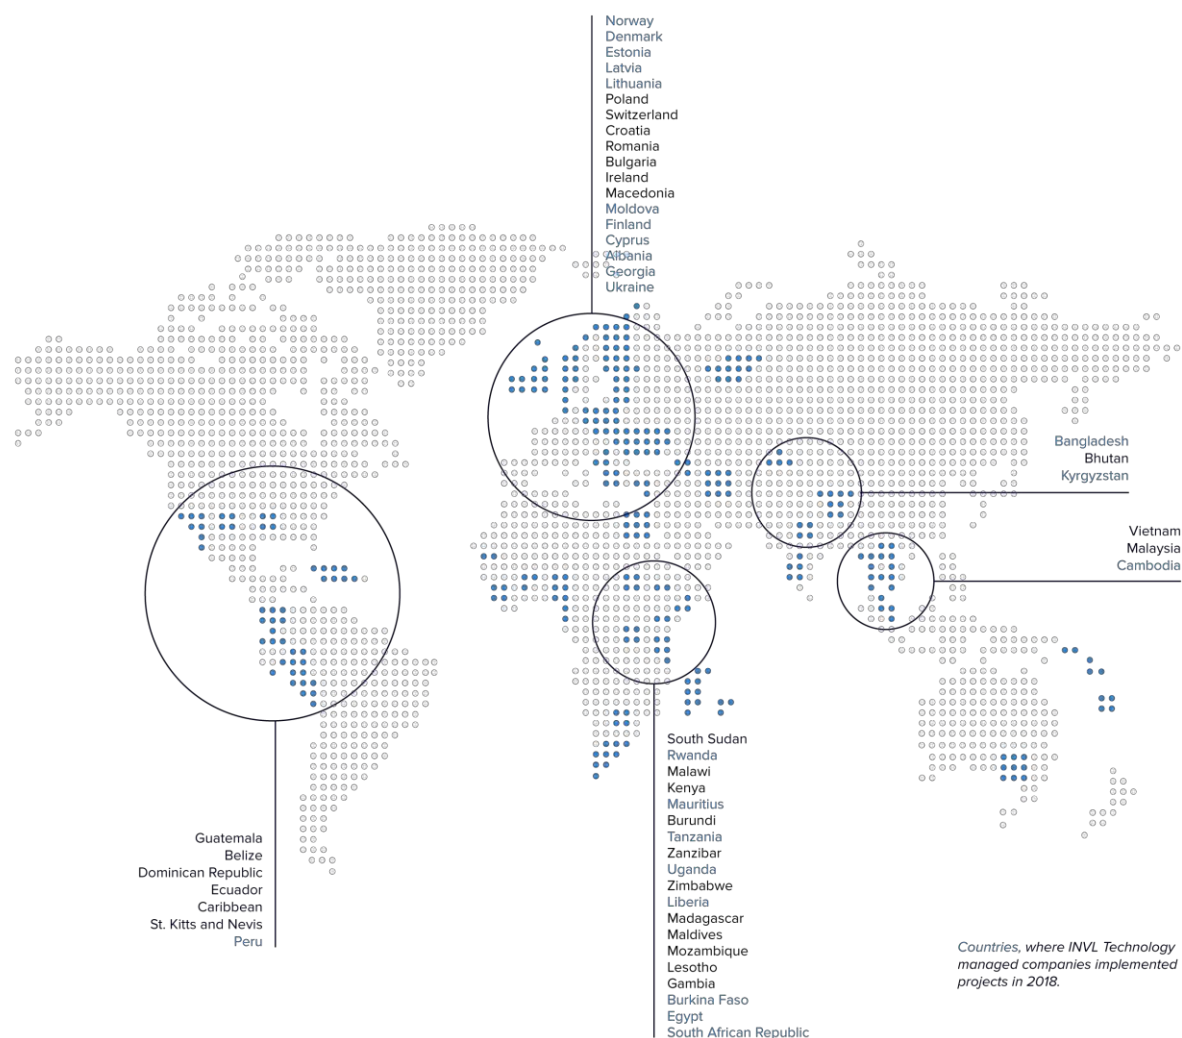 Norway
Denmark
Estonia
Latvia
Lithuania
Poland
Switzerland
Croatia
Romania
Bulgaria
Ireland
Macedonia
Moldova
Finland
Cyprus
Albania
Georgia
Ukraine
Bangladesh
Bhutan
Kyrgyzstan
Vietnam
Malaysia
Cambodia
South Sudan
Rwanda
Malawi
Kenya
Mauritius
Burundi
Tanzania
Zanzibar
Uganda
Zimbabwe
Liberia
Madagascar
Maldives
Mozambique
Lesotho
Gambia
Burkina Faso
Egypt
South African Republic
Guatemala
Belize
Dominican Republic
Ecuador
Caribbean
St. Kitts and Nevis
Peru
Countries, where INVL Technology
managed companies implemented
projects in 2018.